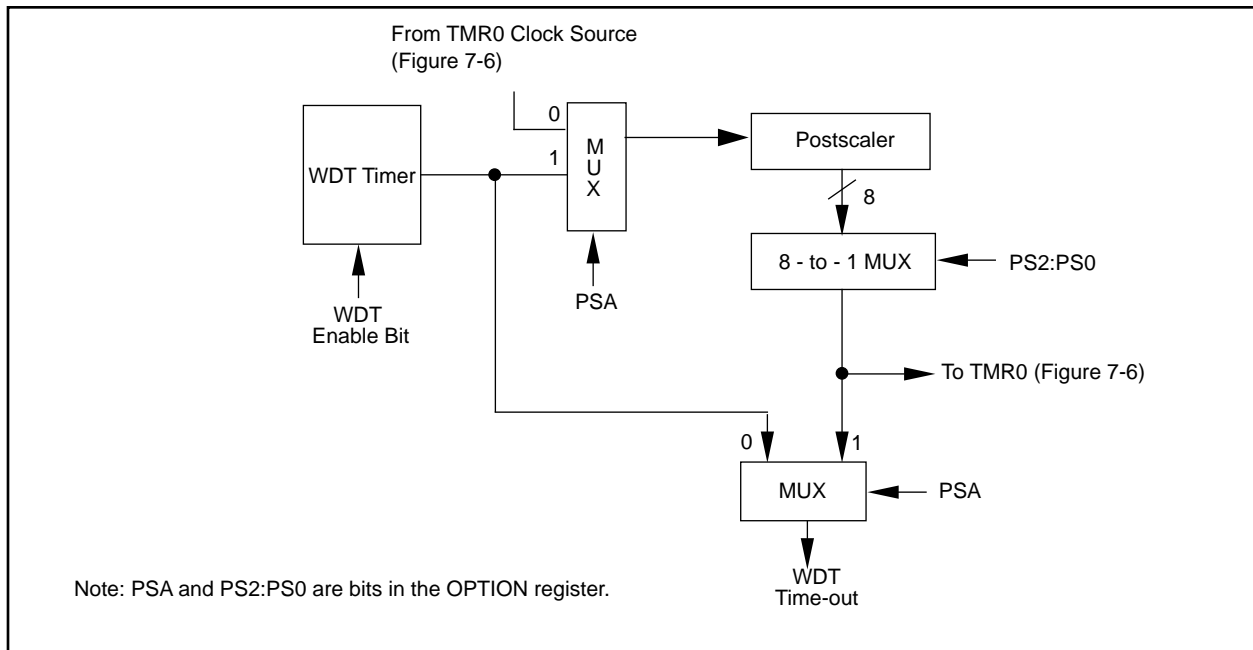 From TMR0 Clock Source
(Figure 7-6)
0
1
M
U
X
WDT Timer
Postscaler
8
8 - to - 1 MUX
PS2:PS0
PSA
WDT
Enable Bit
To TMR0 (Figure 7-6)
0
1
MUX
PSA
WDT
Time-out
Note: PSA and PS2:PS0 are bits in the OPTION register.